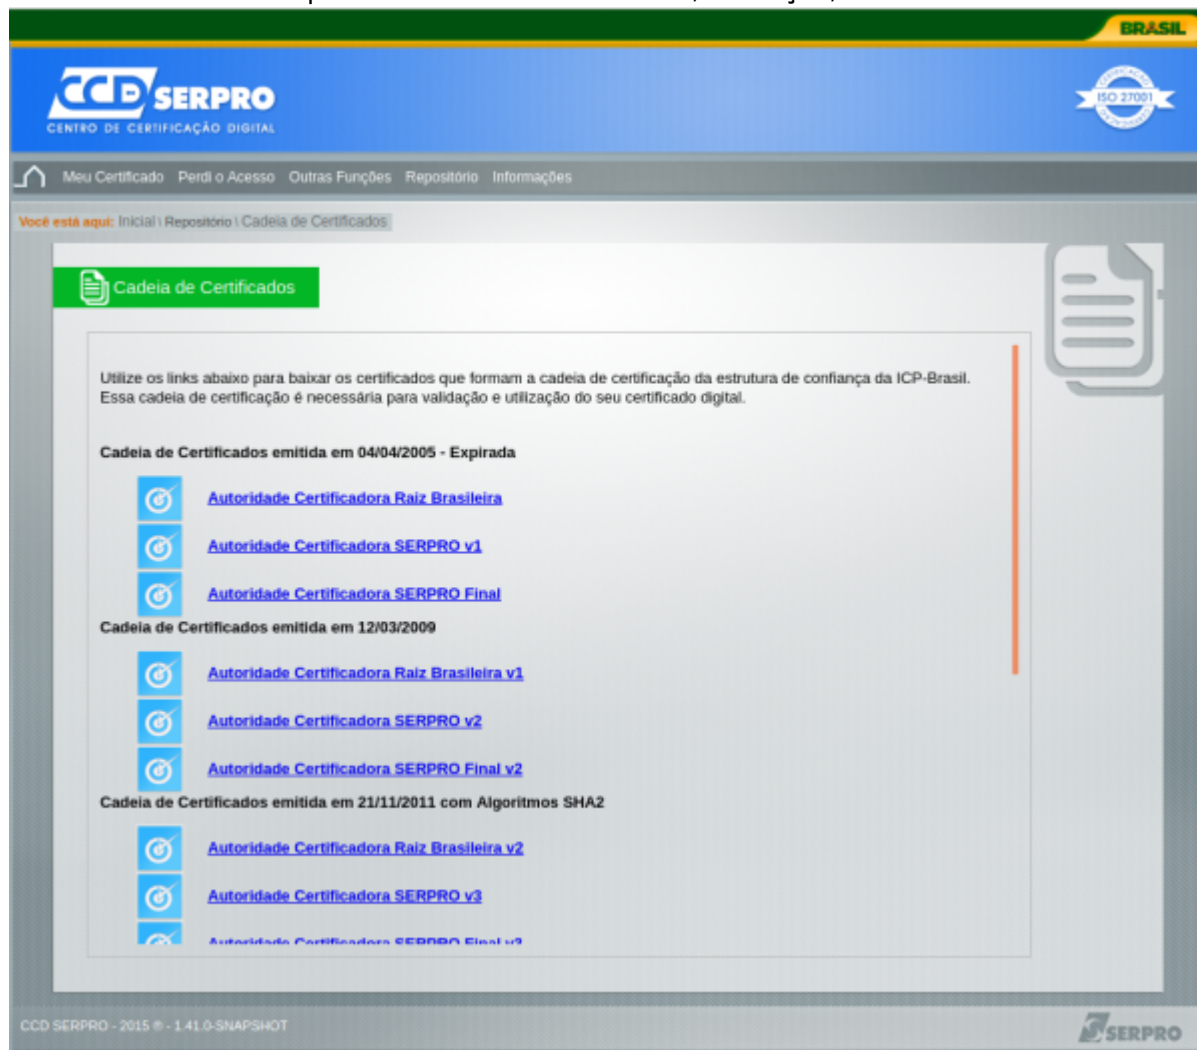 BRASIL
CCD SERPRO
CENTRO DE CERTIFICAÇÃO DIGITAL
CERTIFICAÇÃO
ISO 27001
Meu Certificado Perdi o Acesso Outras Funções Repositório Informações
Você está aqui: Inicial \ Repositório \ Cadeia de Certificados
Cadeia de Certificados
Utilize os links abaixo para baixar os certificados que formam a cadeia de certificação da estrutura de confiança da ICP-Brasil.
Essa cadeia de certificação é necessária para validação e utilização do seu certificado digital.
Cadeia de Certificados emitida em 04/04/2005 - Expirada
Autoridade Certificadora Raiz Brasileira
Autoridade Certificadora SERPRO v1
Autoridade Certificadora SERPRO Final
Cadeia de Certificados emitida em 12/03/2009
Autoridade Certificadora Raiz Brasileira v1
Autoridade Certificadora SERPRO v2
Autoridade Certificadora SERPRO Final v2
Cadeia de Certificados emitida em 21/11/2011 com Algoritmos SHA2
Autoridade Certificadora Raiz Brasileira v2
Autoridade Certificadora SERPRO v3
Autoridade Certificadora SERPRO Final v3
CCD SERPRO - 2015 ® - 1.41.0-SNAPSHOT
SERPRO